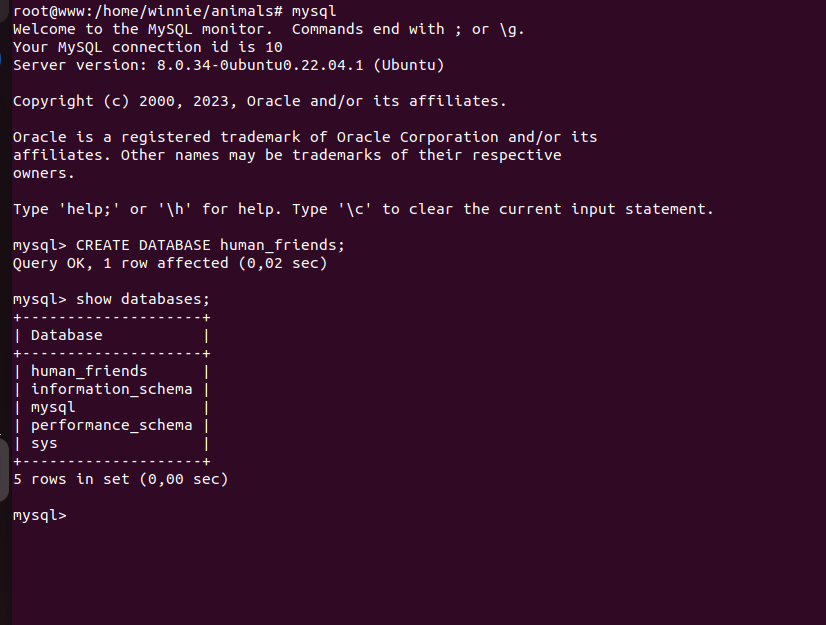 root@www:/home/winnie/animals# mysql
Welcome to the MySQL monitor.  Commands end with ; or \g.
Your MySQL connection id is 10
Server version: 8.0.34-0ubuntu0.22.04.1 (Ubuntu)
Copyright (c) 2000, 2023, Oracle and/or its affiliates.
Oracle is a registered trademark of Oracle Corporation and/or its
affiliates. Other names may be trademarks of their respective
owners.
Type 'help;' or '\h' for help. Type '\c' to clear the current input statement.
mysql> CREATE DATABASE human_friends;
Query OK, 1 row affected (0,02 sec)
mysql> show databases;
+--------------------+
| Database           |
+--------------------+
| human_friends      |
| information_schema |
| mysql              |
| performance_schema |
| sys                |
+--------------------+
5 rows in set (0,00 sec)
mysql>